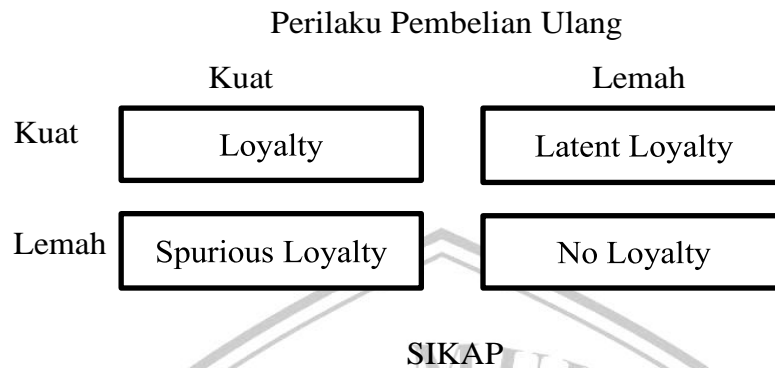 Perilaku Pembelian Ulang
Kuat Lemah
Kuat Loyalty Latent Loyalty
Lemah Spurious Loyalty No Loyalty
SIKAP